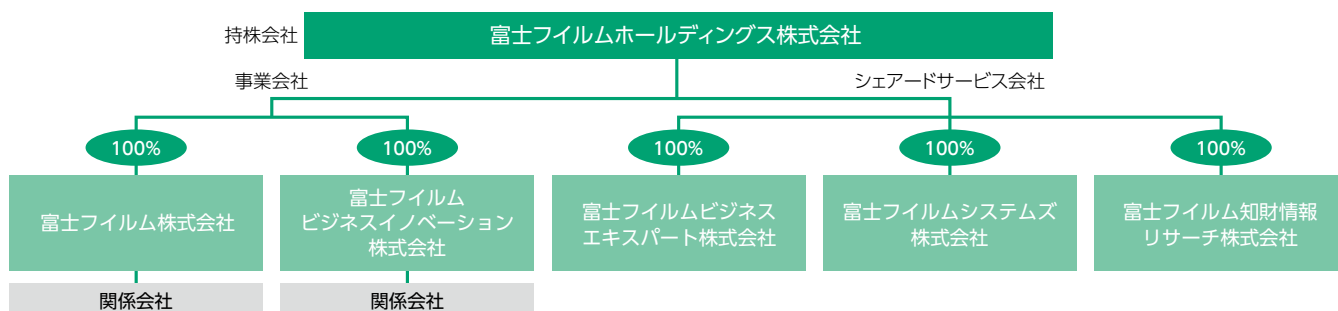 持株会社
富士フイルムホールディングス株式会社
事業会社
シェアードサービス会社
100%
100%
100%
100%
100%
富士フイルム株式会社
富士フイルム
ビジネスイノベーション
株式会社
富士フイルムビジネス
エキスパート株式会社
富士フイルムシステムズ
株式会社
富士フイルム知財情報
リサーチ株式会社
関係会社
関係会社